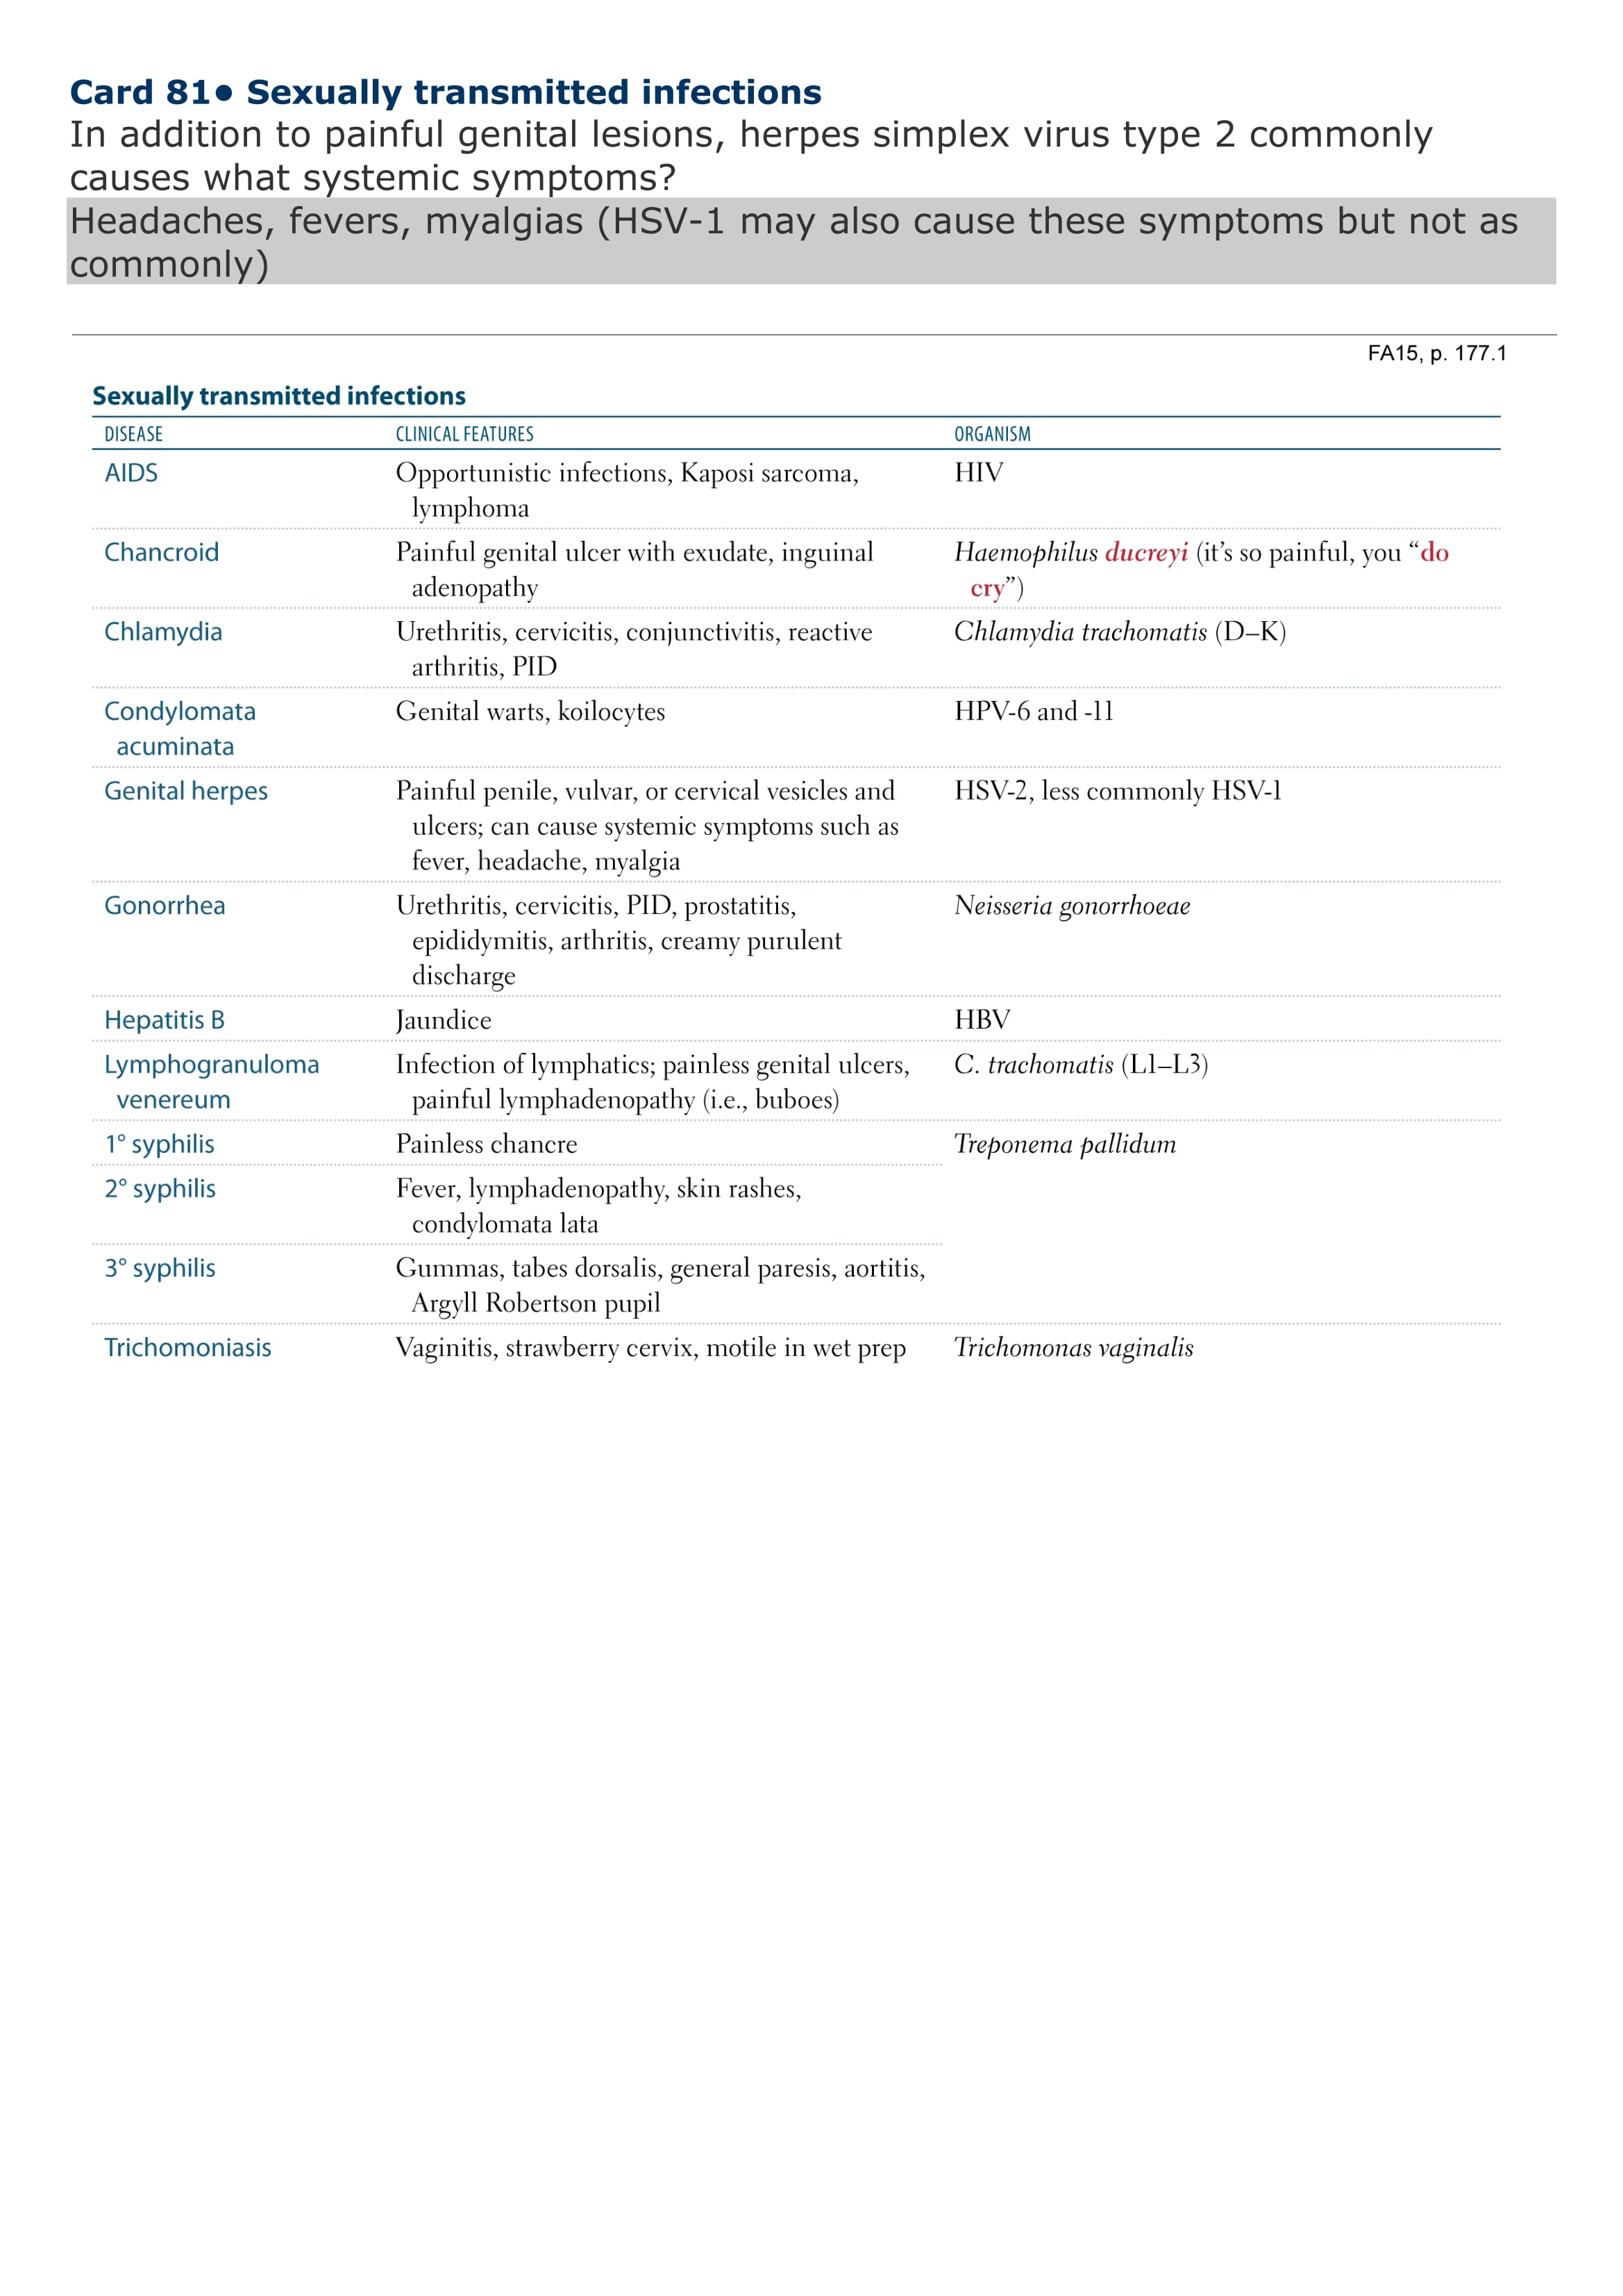 Card 81● Sexually transmitted infections
In addition to painful genital lesions, herpes simplex virus type 2 commonly
causes what systemic symptoms?
Headaches, fevers, myalgias (HSV-1 may also cause these symptoms but not as
commonly)
FA15, p. 177.1
Sexually transmitted infections
DISEASE CLINICAL FEATURES ORGANISM
AIDS Opportunistic infections, Kaposi sarcoma, HIV
lymphoma
Chancroid Painful genital ulcer with exudate, inguinal Haemophilus ducreyi (it’s so painful, you “do
adenopathy cry”)
Chlamydia Urethritis, cervicitis, conjunctivitis, reactive Chlamydia trachomatis (D–K)
arthritis, PID
Condylomata Genital warts, koilocytes HPV-6 and -11
acuminata
Genital herpes Painful penile, vulvar, or cervical vesicles and HSV-2, less commonly HSV-1
ulcers; can cause systemic symptoms such as
fever, headache, myalgia
Gonorrhea Urethritis, cervicitis, PID, prostatitis, Neisseria gonorrhoeae
epididymitis, arthritis, creamy purulent
discharge
Hepatitis B Jaundice HBV
Lymphogranuloma Infection of lymphatics; painless genital ulcers, C. trachomatis (L1–L3)
venereum painful lymphadenopathy (i.e., buboes)
1° syphilis Painless chancre Treponema pallidum
2° syphilis Fever, lymphadenopathy, skin rashes,
condylomata lata
3° syphilis Gummas, tabes dorsalis, general paresis, aortitis,
Argyll Robertson pupil
Trichomoniasis Vaginitis, strawberry cervix, motile in wet prep Trichomonas vaginalis